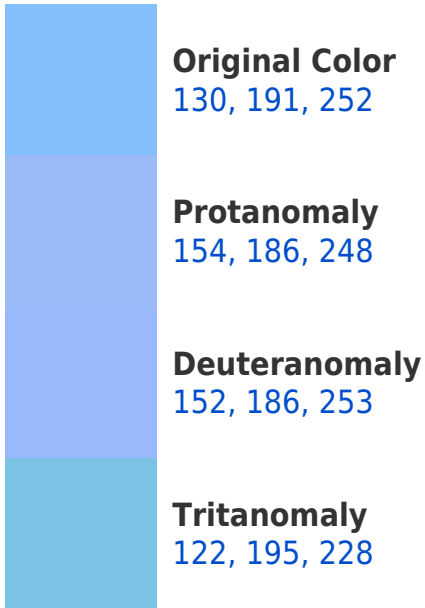 Original Color
130, 191, 252
Protanomaly
154, 186, 248
Deuteranomaly
152, 186, 253
Tritanomaly
122, 195, 228